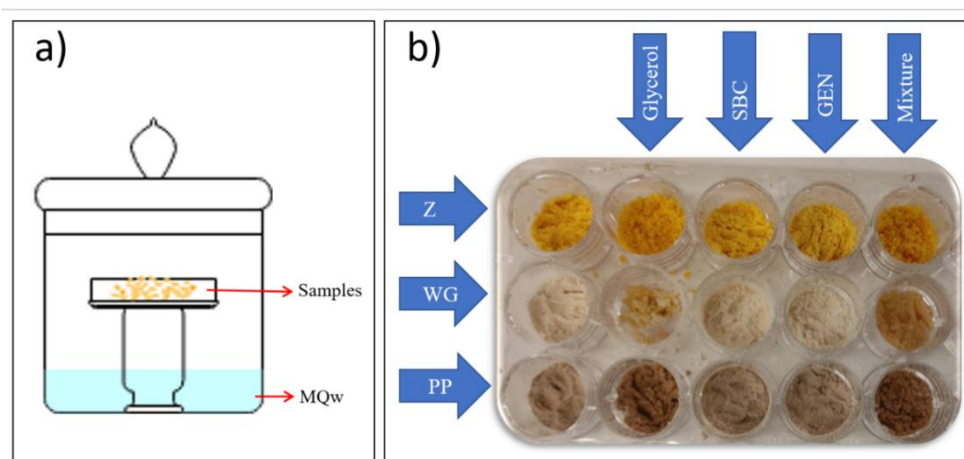 a)
Samples
MQw
b)
Glycerol
SBC
GEN
Mixture
Z
WG
PP